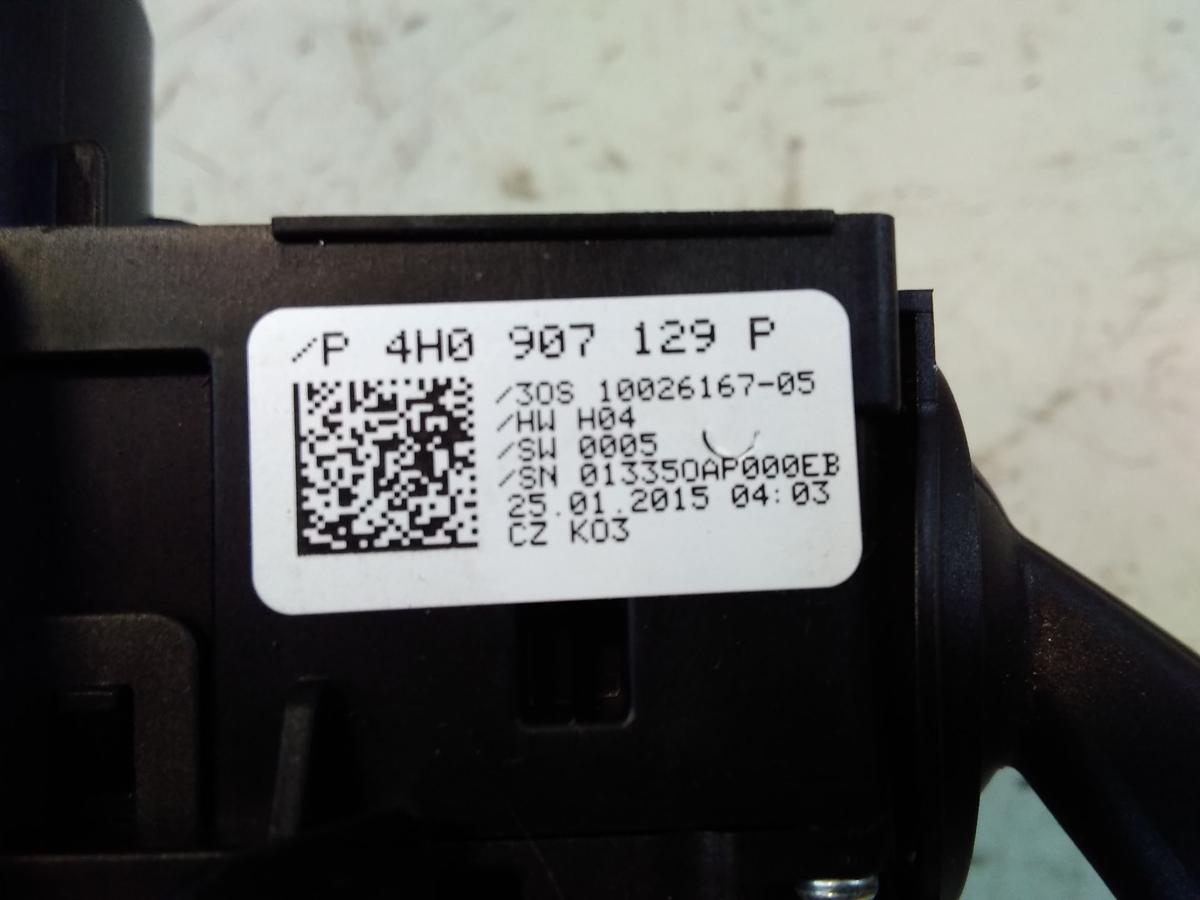 /P 4H0 907 129 P
/3OS 10026167-05
/HW H04
/SW 0005
/SN 013350AP000EB
25.01.2015 04:03
CZ K03